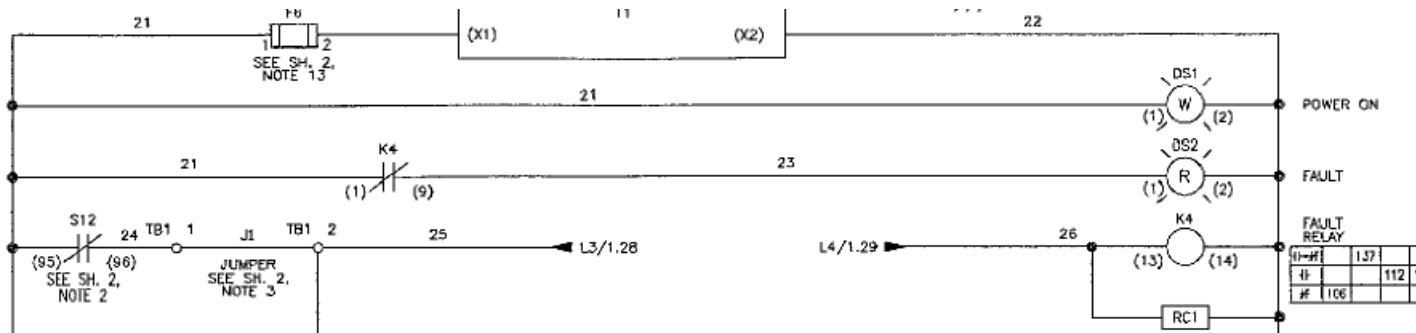 21
F6
T1
22
1
2
(X1)
(X2)
SEE SH. 2,
NOTE 13
21
DS1
W
(1)
(2)
POWER ON
21
K4
(1)
(9)
23
DS2
R
(1)
(2)
FAULT
S12
24
TB1 1
J1
TB1 2
25
L3/1.28
L4/1.29
26
K4
FAULT
RELAY
(95)
(96)
SEE SH. 2,
NOTE 2
JUMPER
SEE SH. 2,
NOTE 3
(13)
(14)
137
112
106
RC1